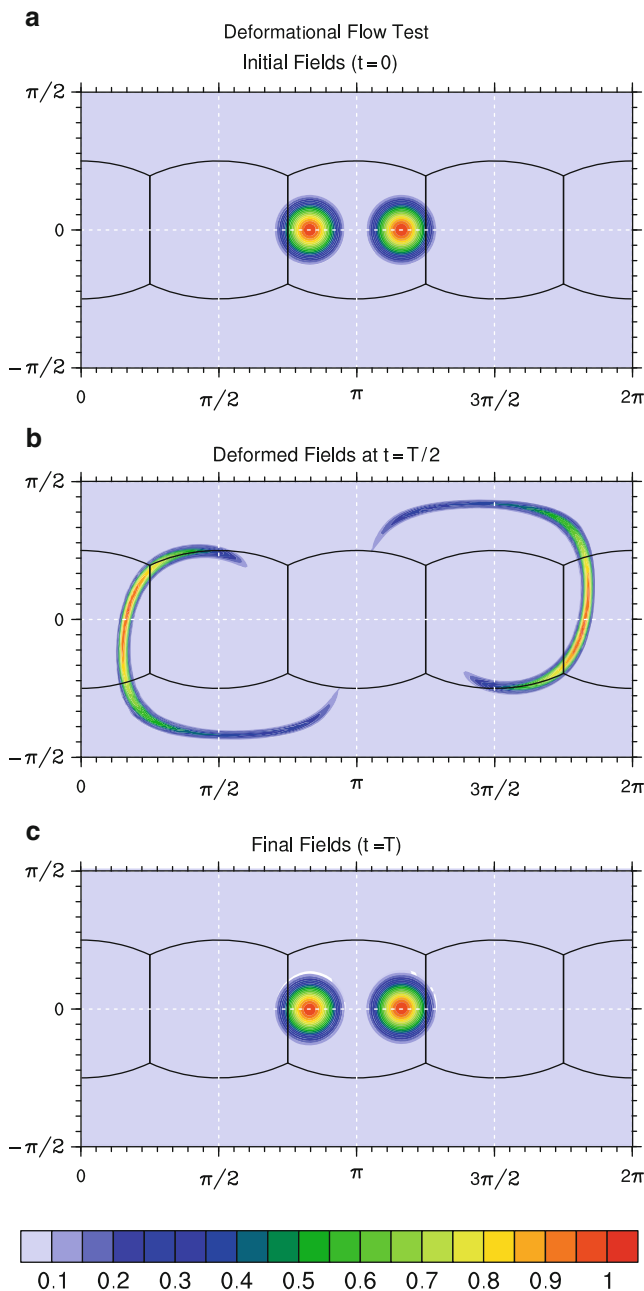 a
Deformational Flow Test
Initial Fields (t=0)
π/2
0
−π/2
0 π/2 π 3π/2 2π
b
Deformed Fields at t=T/2
π/2
0
−π/2
0 π/2 π 3π/2 2π
c
Final Fields (t=T)
π/2
0
−π/2
0 π/2 π 3π/2 2π
0.1 0.2 0.3 0.4 0.5 0.6 0.7 0.8 0.9 1